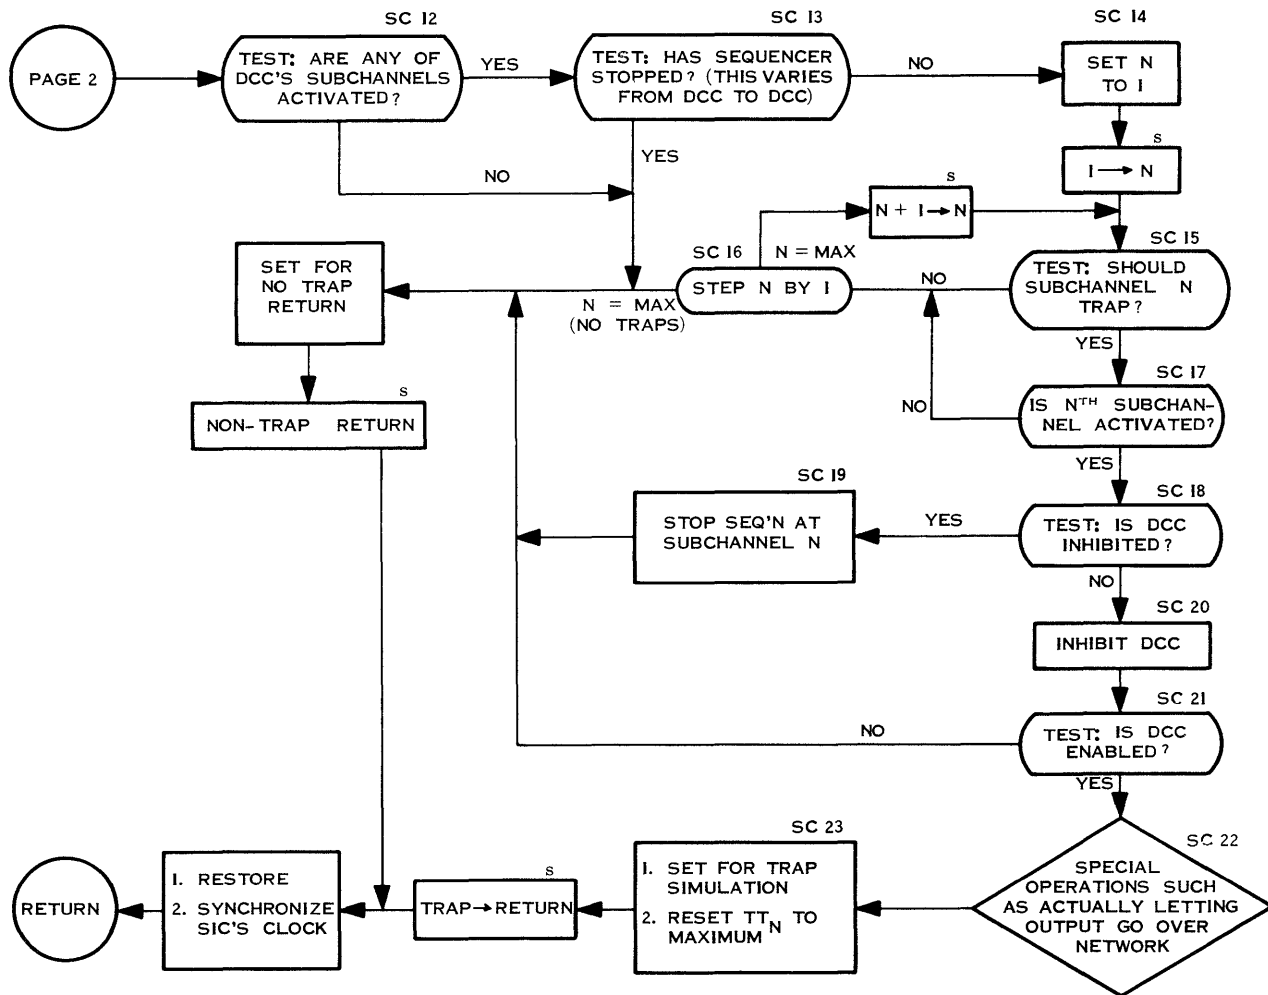 PAGE 2
SC 12
TEST: ARE ANY OF
DCC'S SUBCHANNELS
ACTIVATED?
YES
NO
SC 13
TEST: HAS SEQUENCER
STOPPED? (THIS VARIES
FROM DCC TO DCC)
NO
YES
SC 14
SET N
TO 1
s
1 → N
s
N + 1 → N
SC 15
TEST: SHOULD
SUBCHANNEL N
TRAP?
NO
YES
SC 16
N = MAX
STEP N BY 1
N = MAX
(NO TRAPS)
SET FOR
NO TRAP
RETURN
s
NON-TRAP RETURN
SC 17
IS NTH SUBCHAN-
NEL ACTIVATED?
NO
YES
SC 18
TEST: IS DCC
INHIBITED?
YES
NO
SC 19
STOP SEQ'N AT
SUBCHANNEL N
SC 20
INHIBIT DCC
SC 21
TEST: IS DCC
ENABLED?
NO
YES
SC 22
SPECIAL
OPERATIONS SUCH
AS ACTUALLY LETTING
OUTPUT GO OVER
NETWORK
SC 23
1. SET FOR TRAP
SIMULATION
2. RESET TTN TO
MAXIMUM
s
TRAP → RETURN
1. RESTORE
2. SYNCHRONIZE
SIC'S CLOCK
RETURN